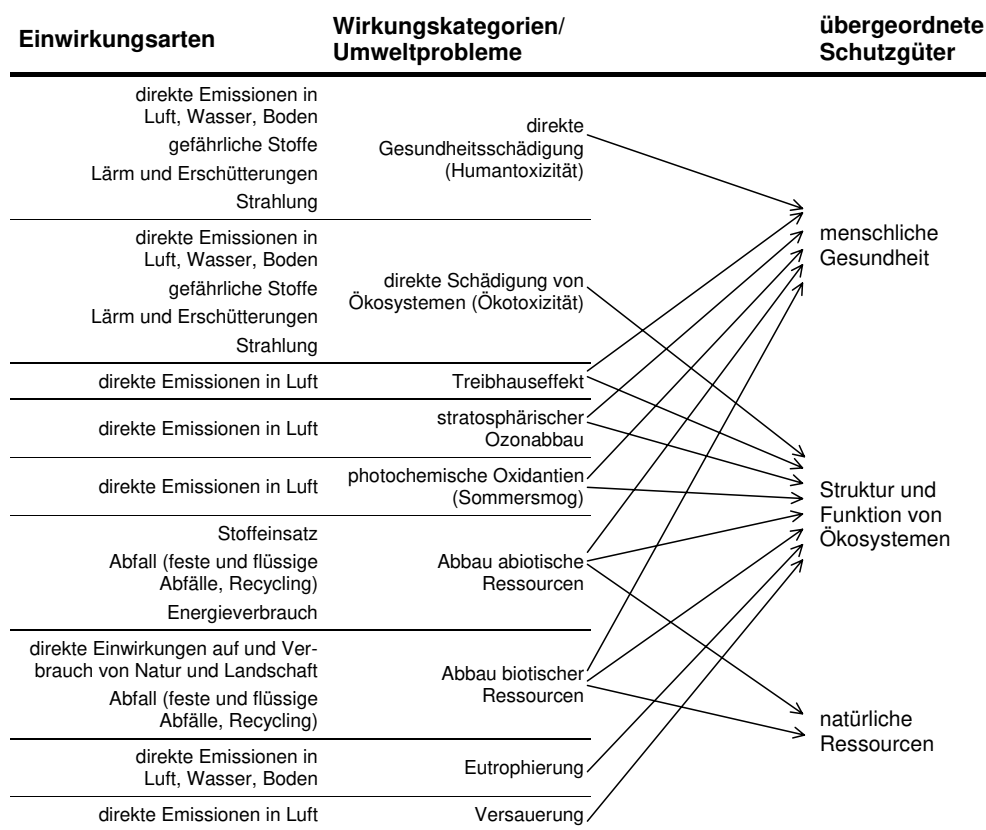 Einwirkungsarten
Wirkungskategorien/
Umweltprobleme
übergeordnete
Schutzgüter
direkte Emissionen in
Luft, Wasser, Boden
gefährliche Stoffe
Lärm und Erschütterungen
Strahlung
direkte
Gesundheitsschädigung
(Humantoxizität)
direkte Emissionen in
Luft, Wasser, Boden
gefährliche Stoffe
Lärm und Erschütterungen
Strahlung
direkte Schädigung von
Ökosystemen (Ökotoxizität)
direkte Emissionen in Luft
Treibhauseffekt
direkte Emissionen in Luft
stratosphärischer
Ozonabbau
direkte Emissionen in Luft
photochemische Oxidantien
(Sommersmog)
Stoffeinsatz
Abfall (feste und flüssige
Abfälle, Recycling)
Energieverbrauch
Abbau abiotische
Ressourcen
direkte Einwirkungen auf und Ver-
brauch von Natur und Landschaft
Abfall (feste und flüssige
Abfälle, Recycling)
Abbau biotischer
Ressourcen
direkte Emissionen in
Luft, Wasser, Boden
Eutrophierung
direkte Emissionen in Luft
Versauerung
menschliche
Gesundheit
Struktur und
Funktion von
Ökosystemen
natürliche
Ressourcen